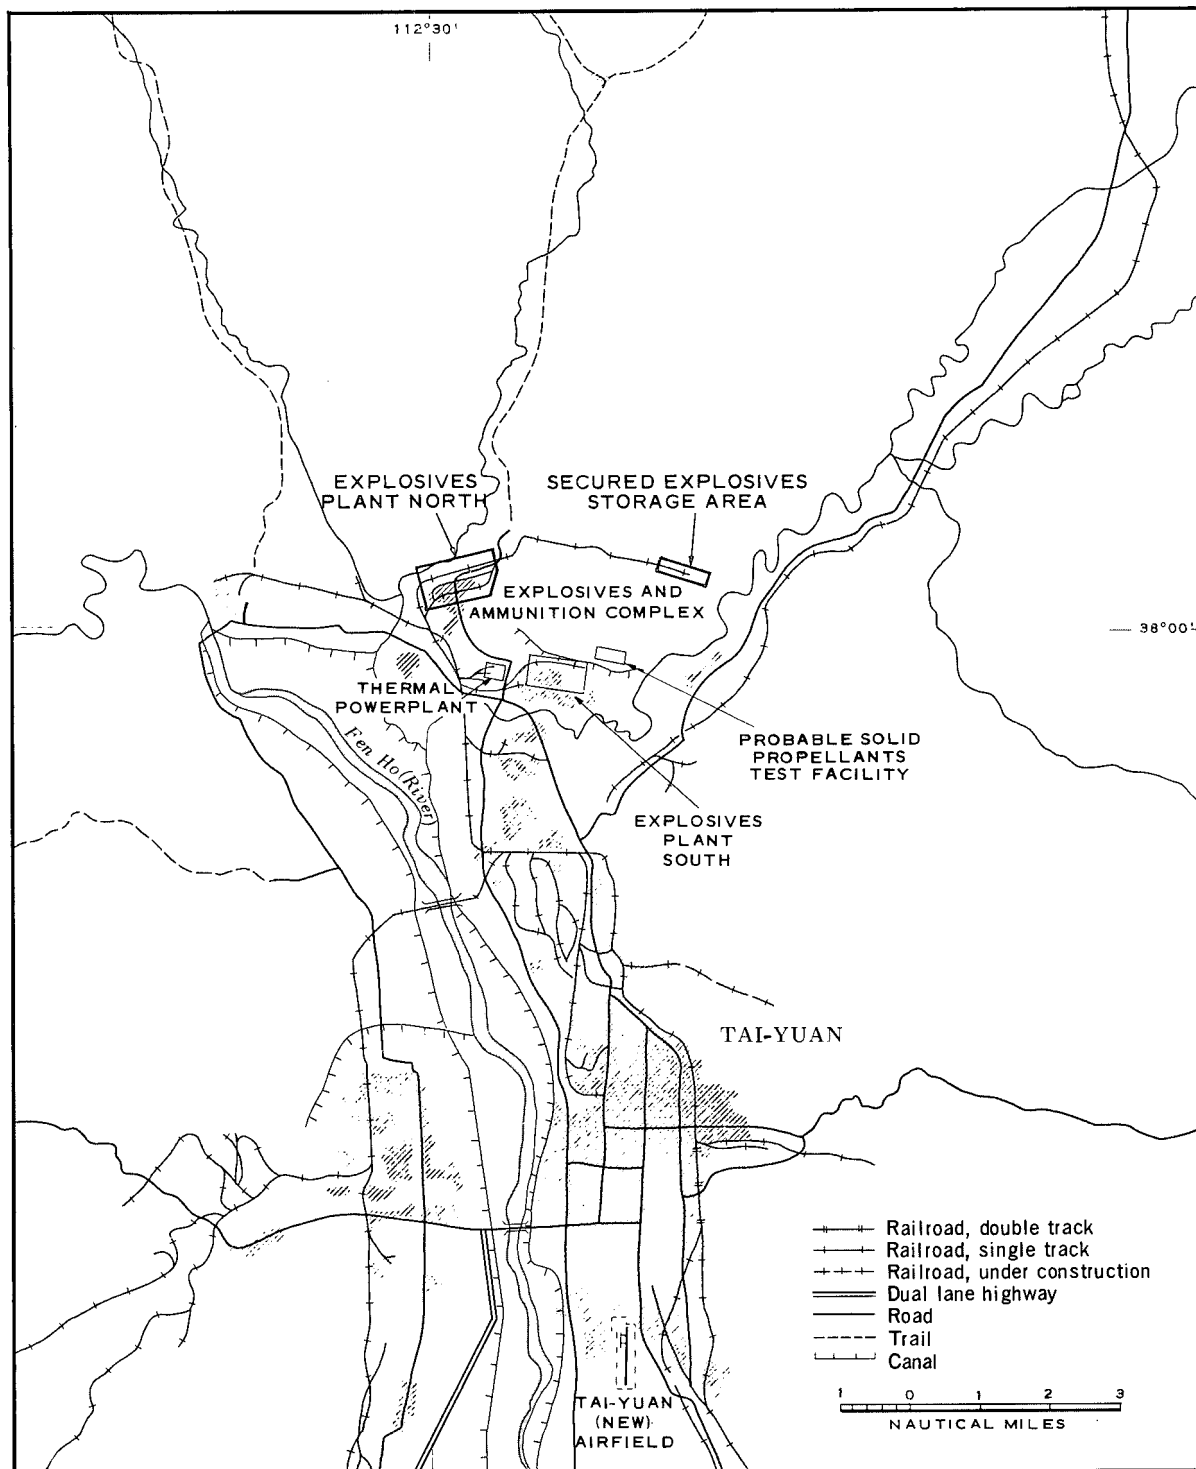 112°30'
EXPLOSIVES
PLANT NORTH
SECURED EXPLOSIVES
STORAGE AREA
EXPLOSIVES AND
AMMUNITION COMPLEX
38°00'
THERMAL
POWERPLANT
Fen Ho (River)
PROBABLE SOLID
PROPELLANTS
TEST FACILITY
EXPLOSIVES
PLANT
SOUTH
TAI-YUAN
Railroad, double track
Railroad, single track
Railroad, under construction
Dual lane highway
Road
Trail
Canal
1 0 1 2 3
NAUTICAL MILES
TAI-YUAN
(NEW)
AIRFIELD